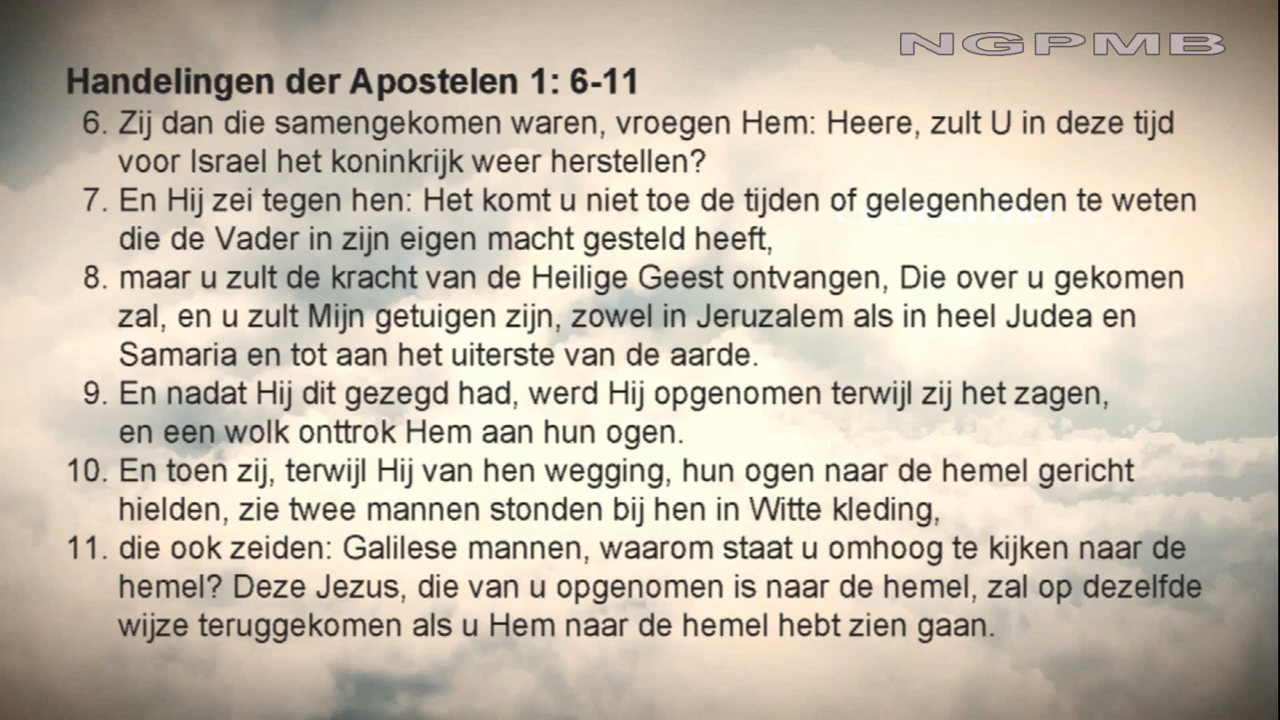 NGPMB
Handelingen der Apostelen 1: 6-11
6. Zij dan die samengekomen waren, vroegen Hem: Heere, zult U in deze tijd
voor Israel het koninkrijk weer herstellen?
7. En Hij zei tegen hen: Het komt u niet toe de tijden of gelegenheden te weten
die de Vader in zijn eigen macht gesteld heeft,
8. maar u zult de kracht van de Heilige Geest ontvangen, Die over u gekomen
zal, en u zult Mijn getuigen zijn, zowel in Jeruzalem als in heel Judea en
Samaria en tot aan het uiterste van de aarde.
9. En nadat Hij dit gezegd had, werd Hij opgenomen terwijl zij het zagen,
en een wolk onttrok Hem aan hun ogen.
10. En toen zij, terwijl Hij van hen wegging, hun ogen naar de hemel gericht
hielden, zie twee mannen stonden bij hen in Witte kleding,
11. die ook zeiden: Galilese mannen, waarom staat u omhoog te kijken naar de
hemel? Deze Jezus, die van u opgenomen is naar de hemel, zal op dezelfde
wijze teruggekomen als u Hem naar de hemel hebt zien gaan.